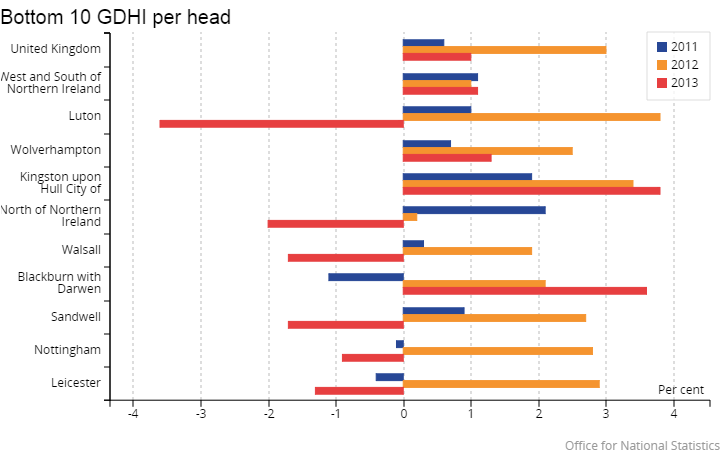 Bottom 10 GDHI per head
2011
2012
2013
United Kingdom
West and South of
Northern Ireland
Luton
Wolverhampton
Kingston upon
Hull City of
North of Northern
Ireland
Walsall
Blackburn with
Darwen
Sandwell
Nottingham
Leicester
Per cent
-4 -3 -2 -1 0 1 2 3 4
Office for National Statistics